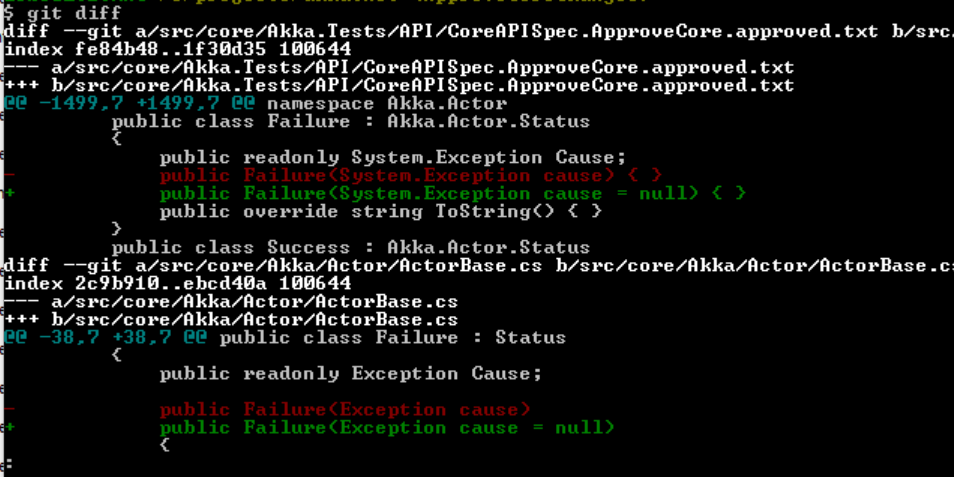 $ git diff
diff --git a/src/core/Akka.Tests/API/CoreAPISpec.ApproveCore.approved.txt b/src
index fe84b48..1f30d35 100644
--- a/src/core/Akka.Tests/API/CoreAPISpec.ApproveCore.approved.txt
+++ b/src/core/Akka.Tests/API/CoreAPISpec.ApproveCore.approved.txt
@@ -1499,7 +1499,7 @@ namespace Akka.Actor
public class Failure : Akka.Actor.Status
{
public readonly System.Exception Cause;
- public Failure(System.Exception cause) { }
+ public Failure(System.Exception cause = null) { }
public override string ToString() { }
}
public class Success : Akka.Actor.Status
diff --git a/src/core/Akka/Actor/ActorBase.cs b/src/core/Akka/Actor/ActorBase.cs
index 2c9b910..ebcd40a 100644
--- a/src/core/Akka/Actor/ActorBase.cs
+++ b/src/core/Akka/Actor/ActorBase.cs
@@ -38,7 +38,7 @@ public class Failure : Status
{
public readonly Exception Cause;
- public Failure(Exception cause)
+ public Failure(Exception cause = null)
{
: